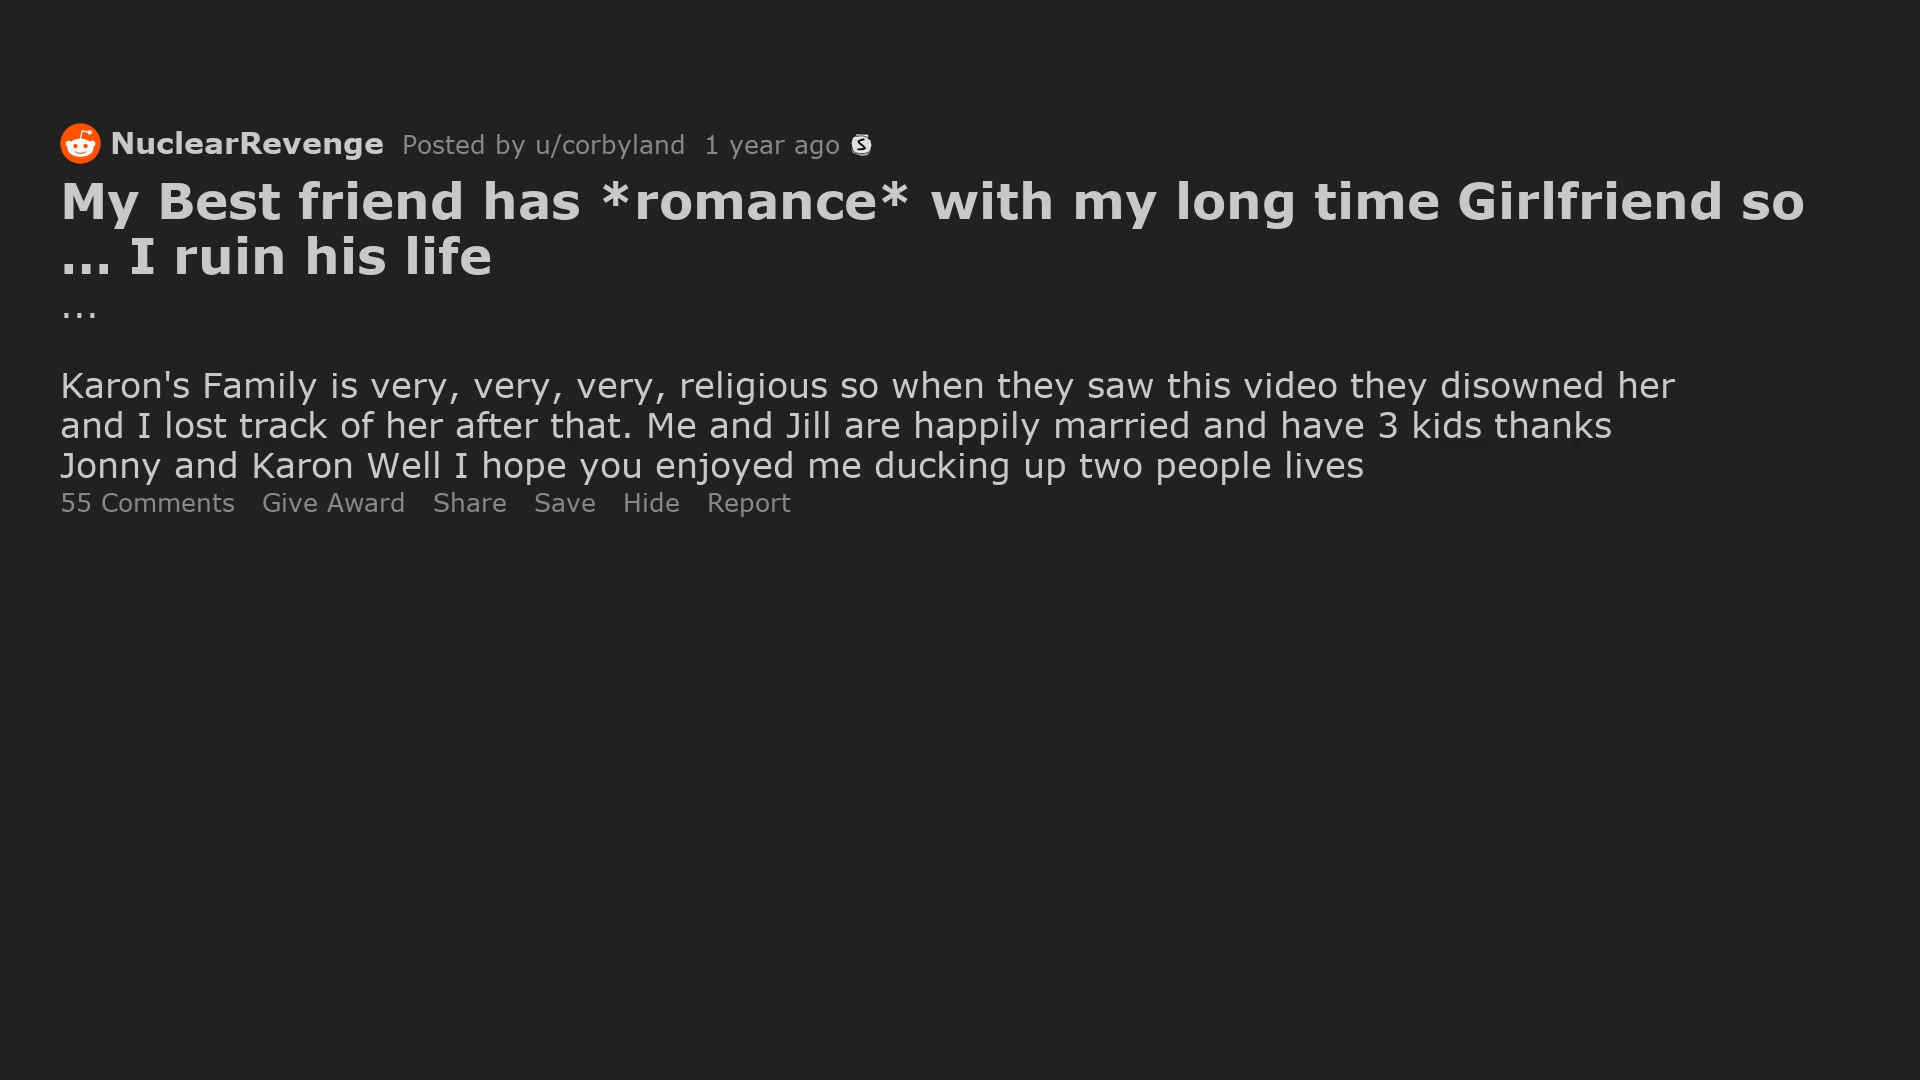 NuclearRevenge Posted by u/corbyland 1 year ago
My Best friend has *romance* with my long time Girlfriend so
... I ruin his life
...
Karon's Family is very, very, very, religious so when they saw this video they disowned her
and I lost track of her after that. Me and Jill are happily married and have 3 kids thanks
Jonny and Karon Well I hope you enjoyed me ducking up two people lives
55 Comments Give Award Share Save Hide Report